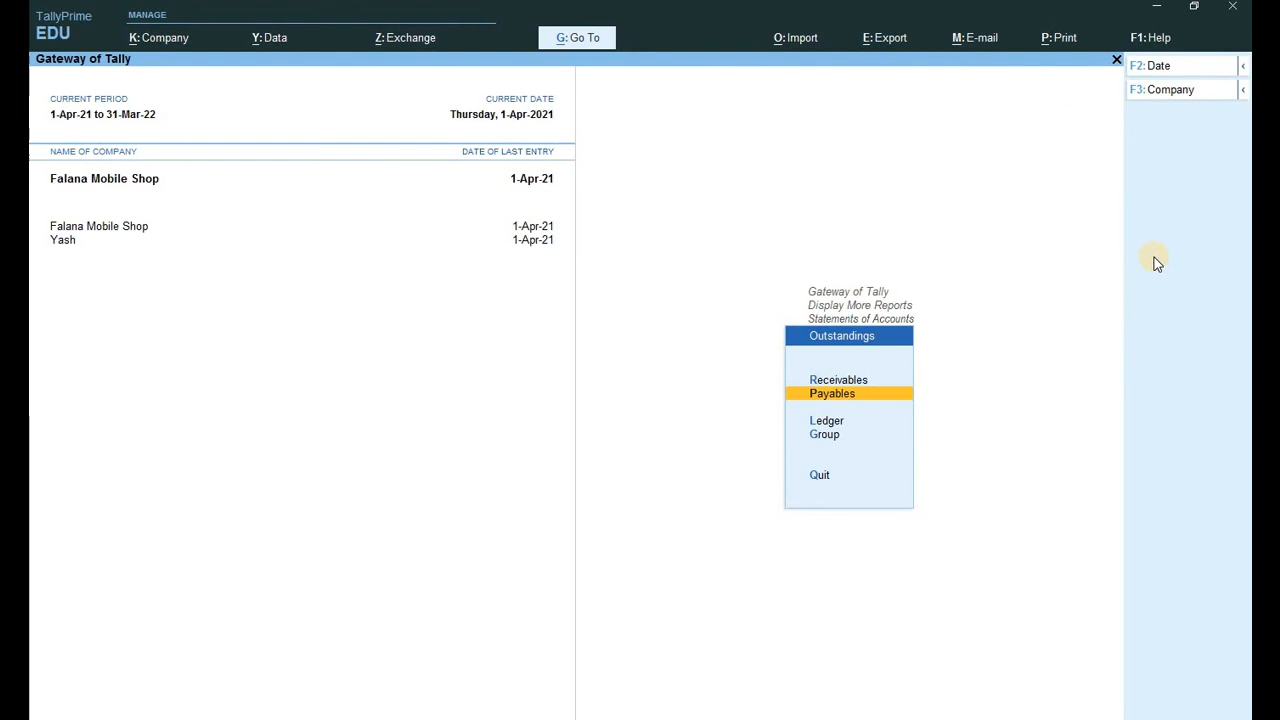 TallyPrime
EDU
MANAGE
K:Company
Y:Data
Z:Exchange
G:Go To
O:Import
E:Export
M:E-mail
P:Print
F1:Help
Gateway of Tally
F2:Date
F3:Company
CURRENT PERIOD
CURRENT DATE
1-Apr-21 to 31-Mar-22
Thursday, 1-Apr-2021
NAME OF COMPANY
DATE OF LAST ENTRY
Falana Mobile Shop
1-Apr-21
Falana Mobile Shop
1-Apr-21
Yash
1-Apr-21
Gateway of Tally
Display More Reports
Statements of Accounts
Outstandings
Receivables
Payables
Ledger
Group
Quit